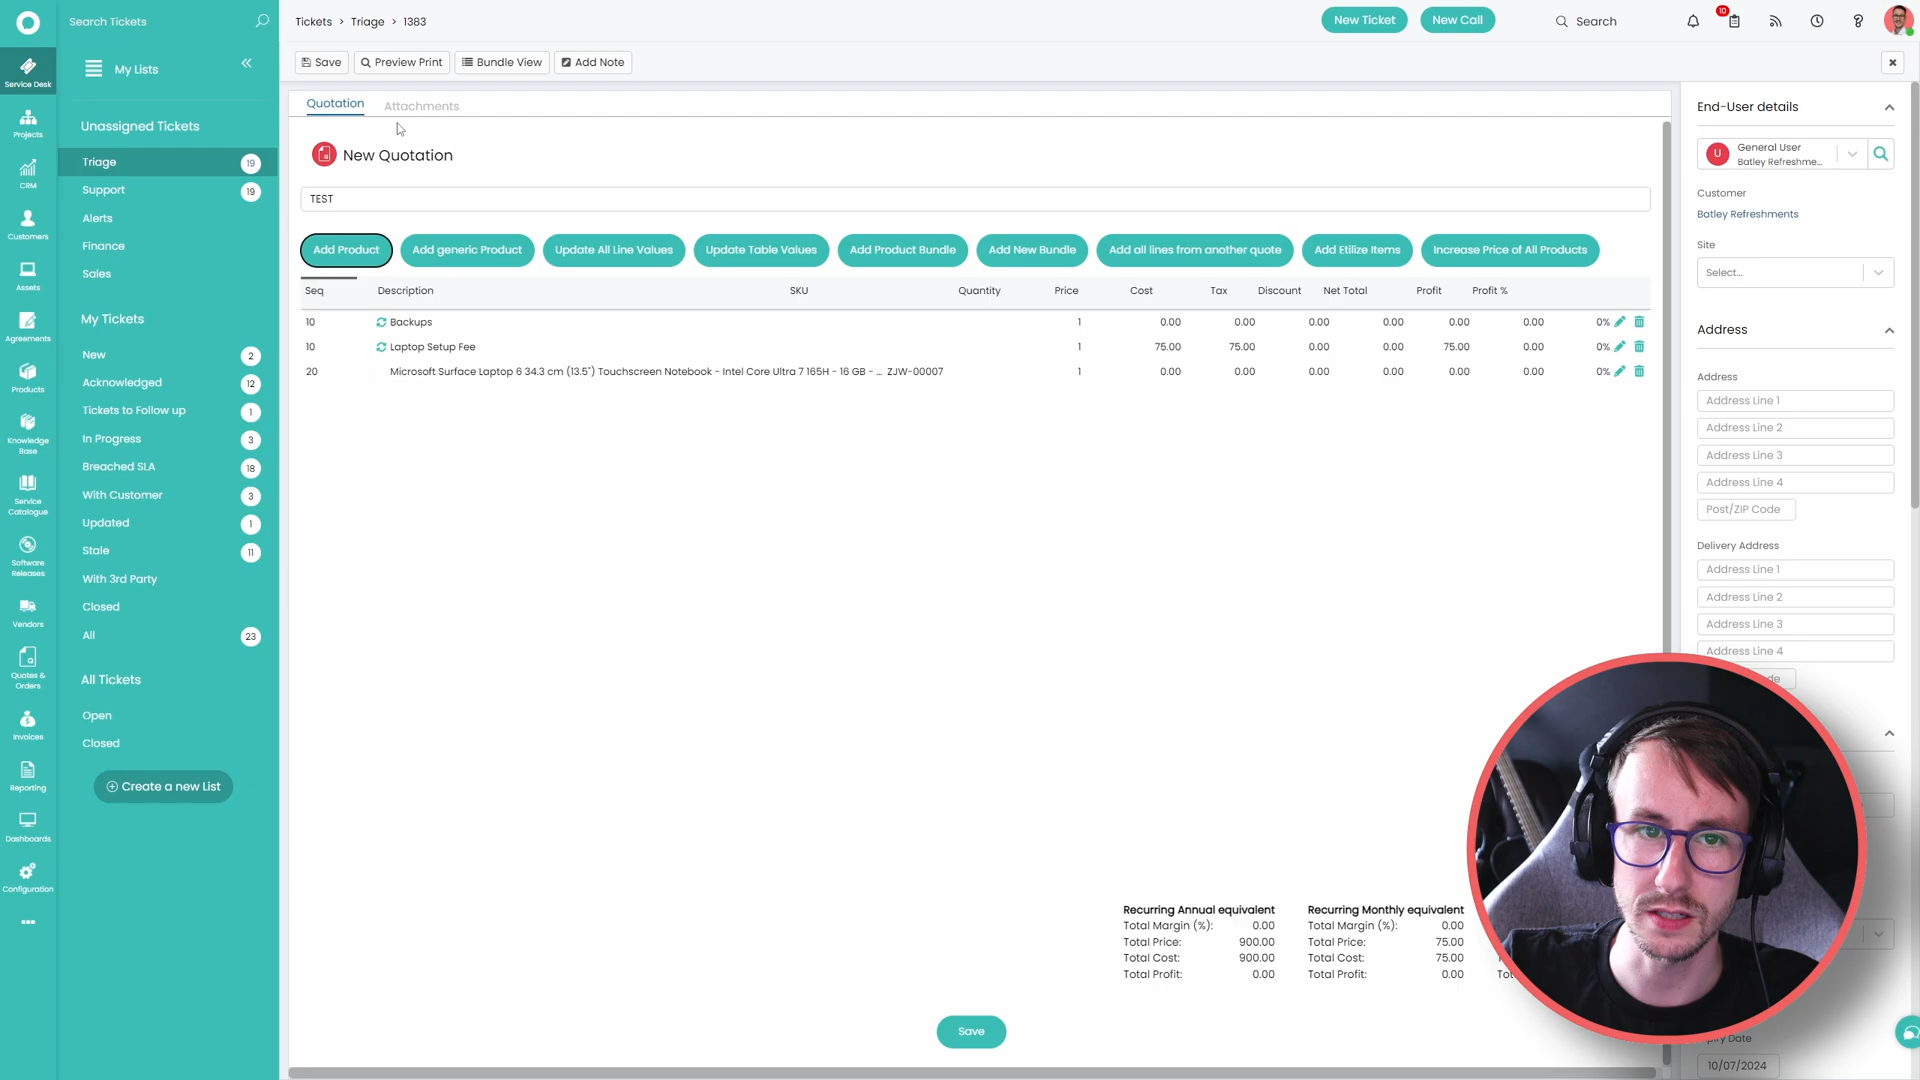 Search Tickets
Tickets > Triage > 1383
New Ticket
New Call
Search
10
Service Desk
Projects
CRM
Customers
Assets
Agreements
Products
Knowledge Base
Service Catalogue
Software Releases
Vendors
Quotes & Orders
Invoices
Reporting
Dashboards
Configuration
My Lists
Unassigned Tickets
Triage 19
Support 19
Alerts
Finance
Sales
My Tickets
New 2
Acknowledged 12
Tickets to Follow up 1
In Progress 3
Breached SLA 18
With Customer 3
Updated 1
Stale 11
With 3rd Party
Closed
All 23
All Tickets
Open
Closed
Create a new List
Save
Preview Print
Bundle View
Add Note
Quotation
Attachments
New Quotation
TEST
Add Product
Add generic Product
Update All Line Values
Update Table Values
Add Product Bundle
Add New Bundle
Add all lines from another quote
Add Etilize Items
Increase Price of All Products
Seq Description SKU Quantity Price Cost Tax Discount Net Total Profit Profit %
10 Backups 1 0.00 0.00 0.00 0.00 0.00 0.00 0%
10 Laptop Setup Fee 1 75.00 75.00 0.00 0.00 75.00 0.00 0%
20 Microsoft Surface Laptop 6 34.3 cm (13.5") Touchscreen Notebook - Intel Core Ultra 7 165H - 16 GB - ... ZJW-00007 1 0.00 0.00 0.00 0.00 0.00 0.00 0%
Recurring Annual equivalent
Total Margin (%): 0.00
Total Price: 900.00
Total Cost: 900.00
Total Profit: 0.00
Recurring Monthly equivalent
Total Margin (%): 0.00
Total Price: 75.00
Total Cost: 75.00
Total Profit: 0.00
Save
End-User details
U
General User
Batley Refreshme...
Customer
Batley Refreshments
Site
Select...
Address
Address
Address Line 1
Address Line 2
Address Line 3
Address Line 4
Post/ZIP Code
Delivery Address
Address Line 1
Address Line 2
Address Line 3
Address Line 4
Date
10/07/2024